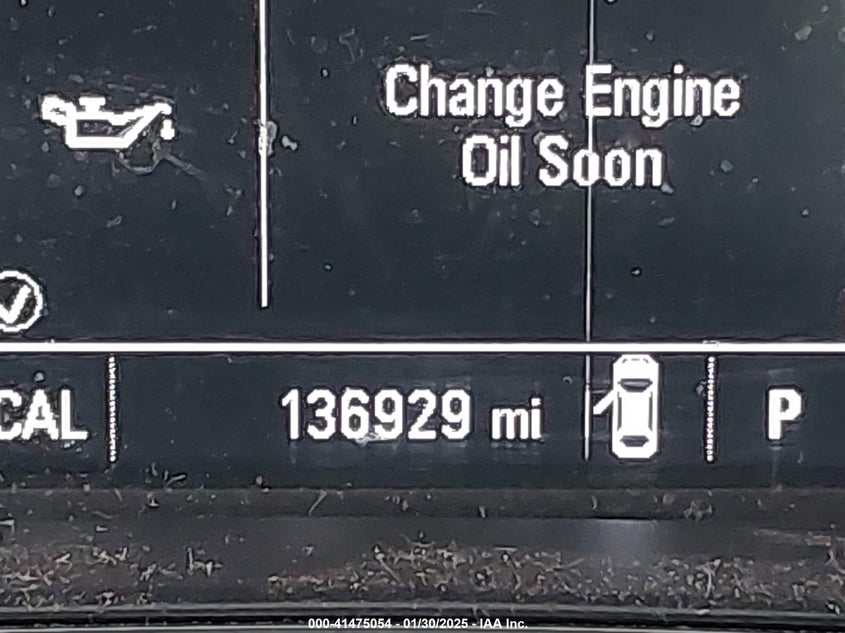 Change Engine
Oil Soon
CAL 136929 mi P
000-41475054 - 01/30/2025 - IAA Inc.